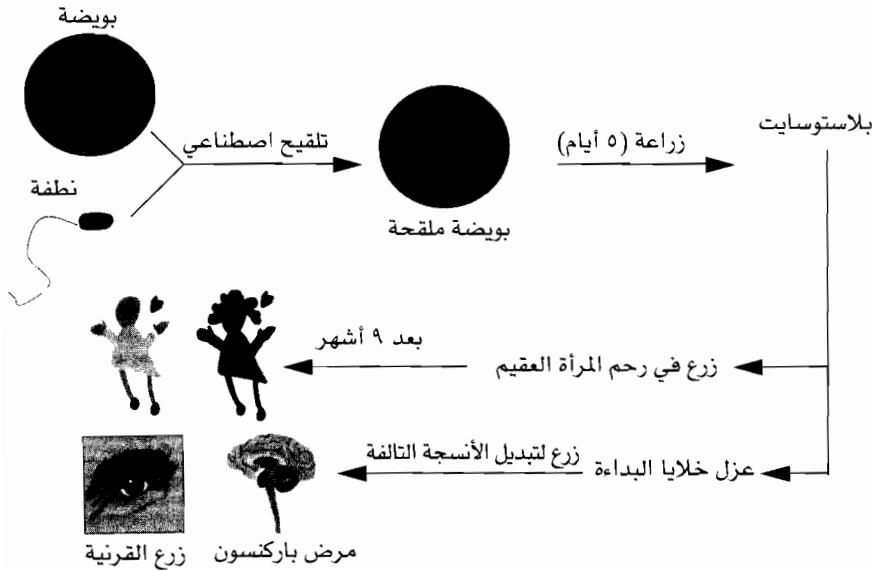 بويضة
نطفة
تلقيح اصطناعي
بويضة ملقحة
زراعة (٥ أيام)
بلاستوسايت
زرع في رحم المرأة العقيم
بعد ٩ أشهر
عزل خلايا البداءة
زرع لتبديل الأنسجة التالفة
مرض باركنسون
زرع القرنية